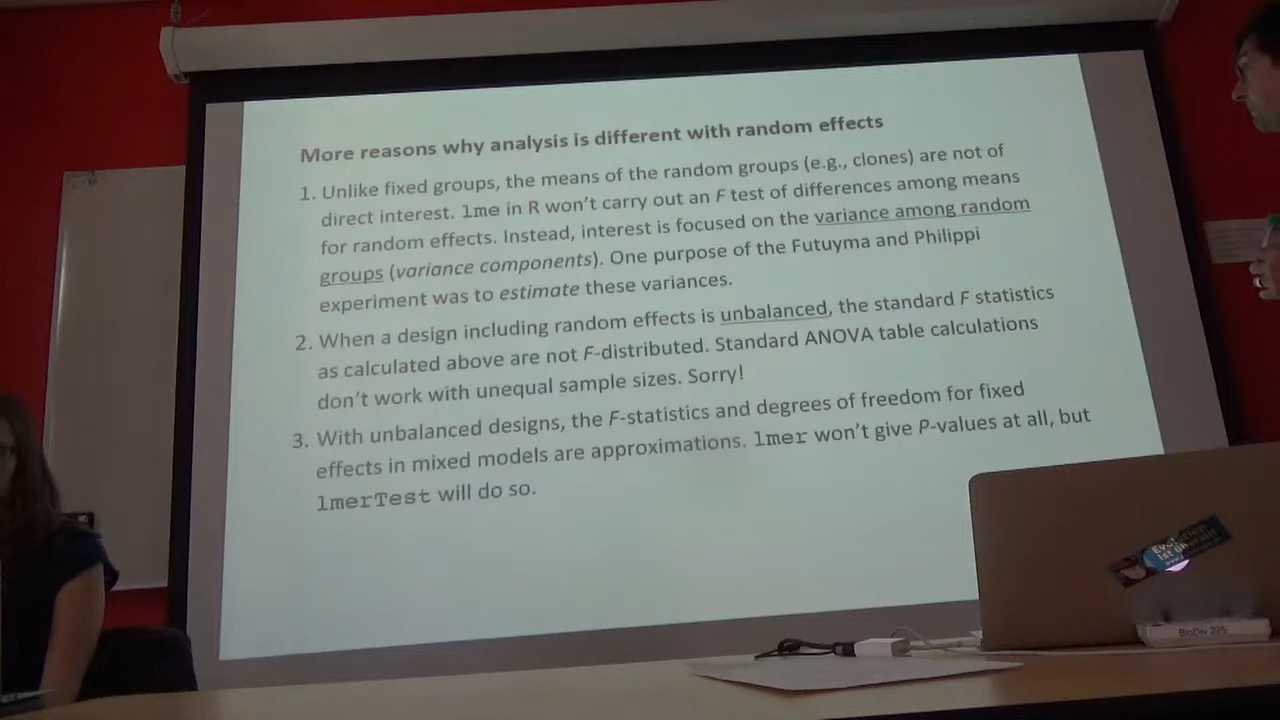 More reasons why analysis is different with random effects
1. Unlike fixed groups, the means of the random groups (e.g., clones) are not of
direct interest. lme in R won't carry out an F test of differences among means
for random effects. Instead, interest is focused on the variance among random
groups (variance components). One purpose of the Futuyma and Philippi
experiment was to estimate these variances.
2. When a design including random effects is unbalanced, the standard F statistics
as calculated above are not F-distributed. Standard ANOVA table calculations
don't work with unequal sample sizes. Sorry!
3. With unbalanced designs, the F-statistics and degrees of freedom for fixed
effects in mixed models are approximations. lmer won't give P-values at all, but
lmerTest will do so.
Evolution
ist überall!
BioDiv 225